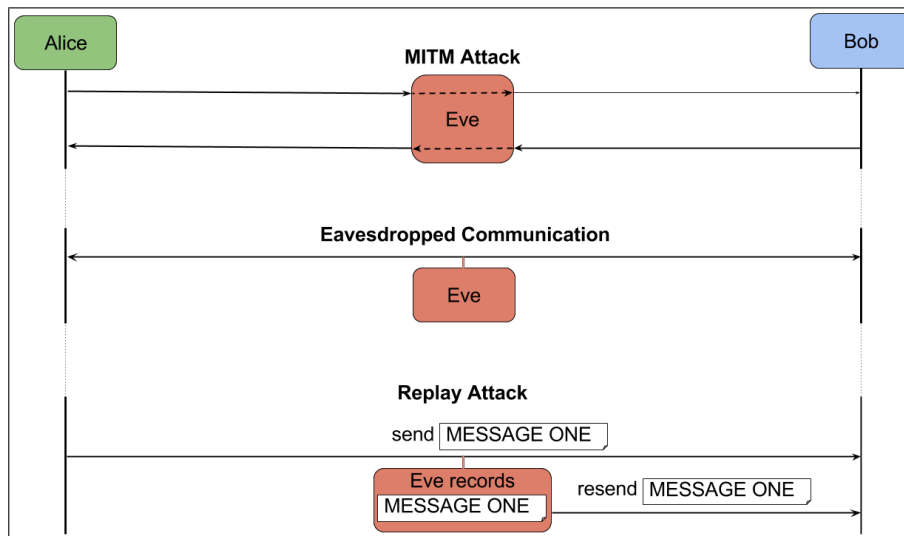 Alice
Bob
MITM Attack
Eve
Eavesdropped Communication
Eve
Replay Attack
send MESSAGE ONE
Eve records
MESSAGE ONE
resend MESSAGE ONE